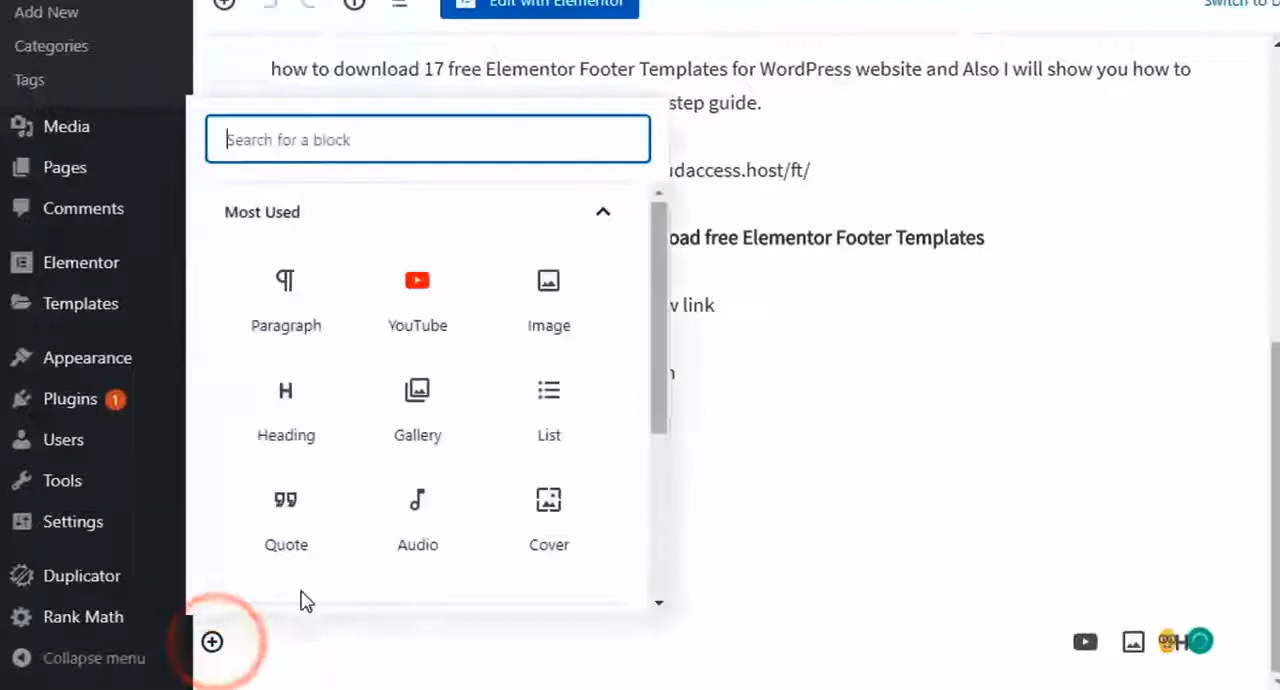 Add New
Categories
Tags
Media
Pages
Comments
Elementor
Templates
Appearance
Plugins 1
Users
Tools
Settings
Duplicator
Rank Math
Collapse menu
Edit with Elementor
Switch to D
how to download 17 free Elementor Footer Templates for WordPress website and Also I will show you how to
step guide.
udaccess.host/ft/
oad free Elementor Footer Templates
w link
Search for a block
Most Used
Paragraph
YouTube
Image
H
Heading
Gallery
List
Quote
Audio
Cover
H